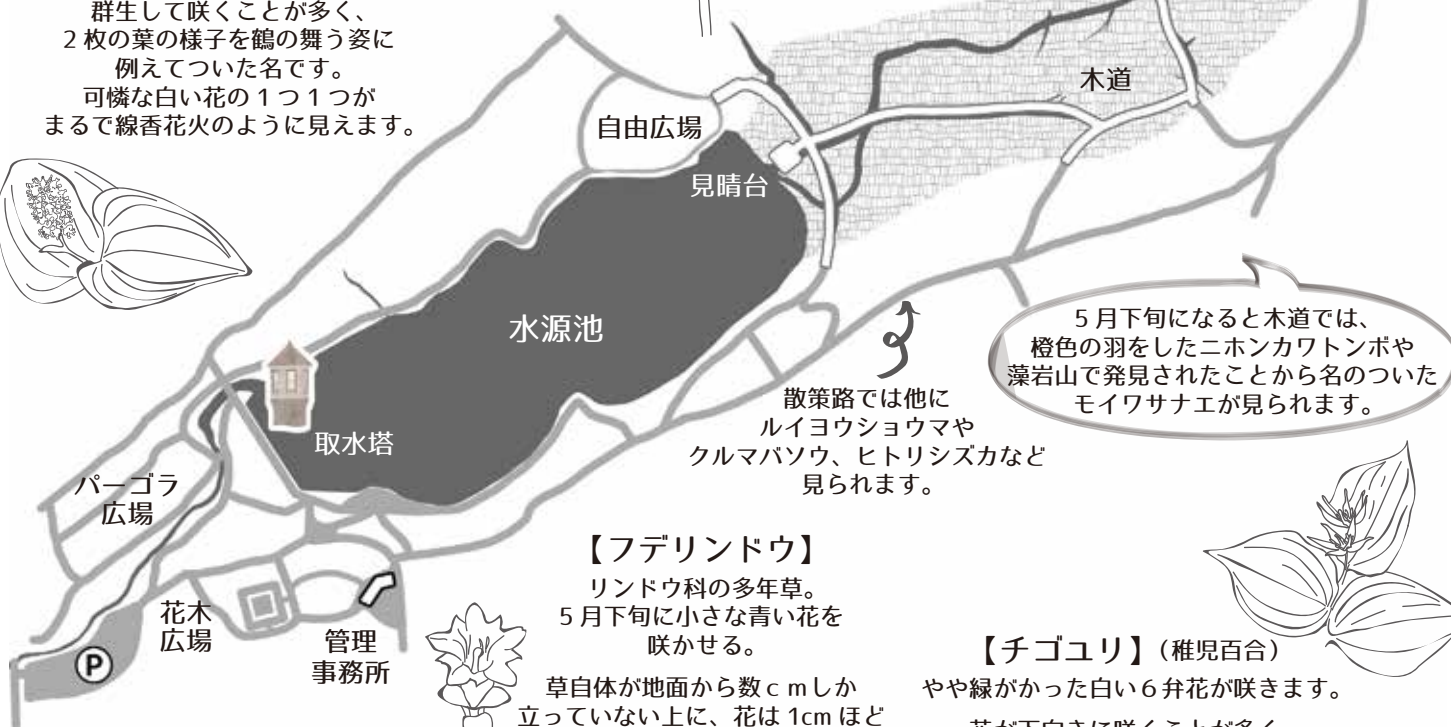 群生して咲くことが多く、
2枚の葉の様子を鶴の舞う姿に
例えてついた名です。
可憐な白い花の1つ1つが
まるで線香花火のように見えます。
自由広場
木道
見晴台
水源池
取水塔
パーゴラ
広場
花木
広場
管理
事務所
P
5月下旬になると木道では、
橙色の羽をしたニホンカワトンボや
藻岩山で発見されたことから名のついた
モイワサナエが見られます。
散策路では他に
ルイヨウショウマや
クルマバソウ、ヒトリシズカなど
見られます。
【フデリンドウ】
リンドウ科の多年草。
5月下旬に小さな青い花を
咲かせる。
草自体が地面から数cmしか
立っていない上に、花は1cmほど
【チゴユリ】(稚児百合)
やや緑がかった白い6弁花が咲きます。
花が下向きに咲くことが多く